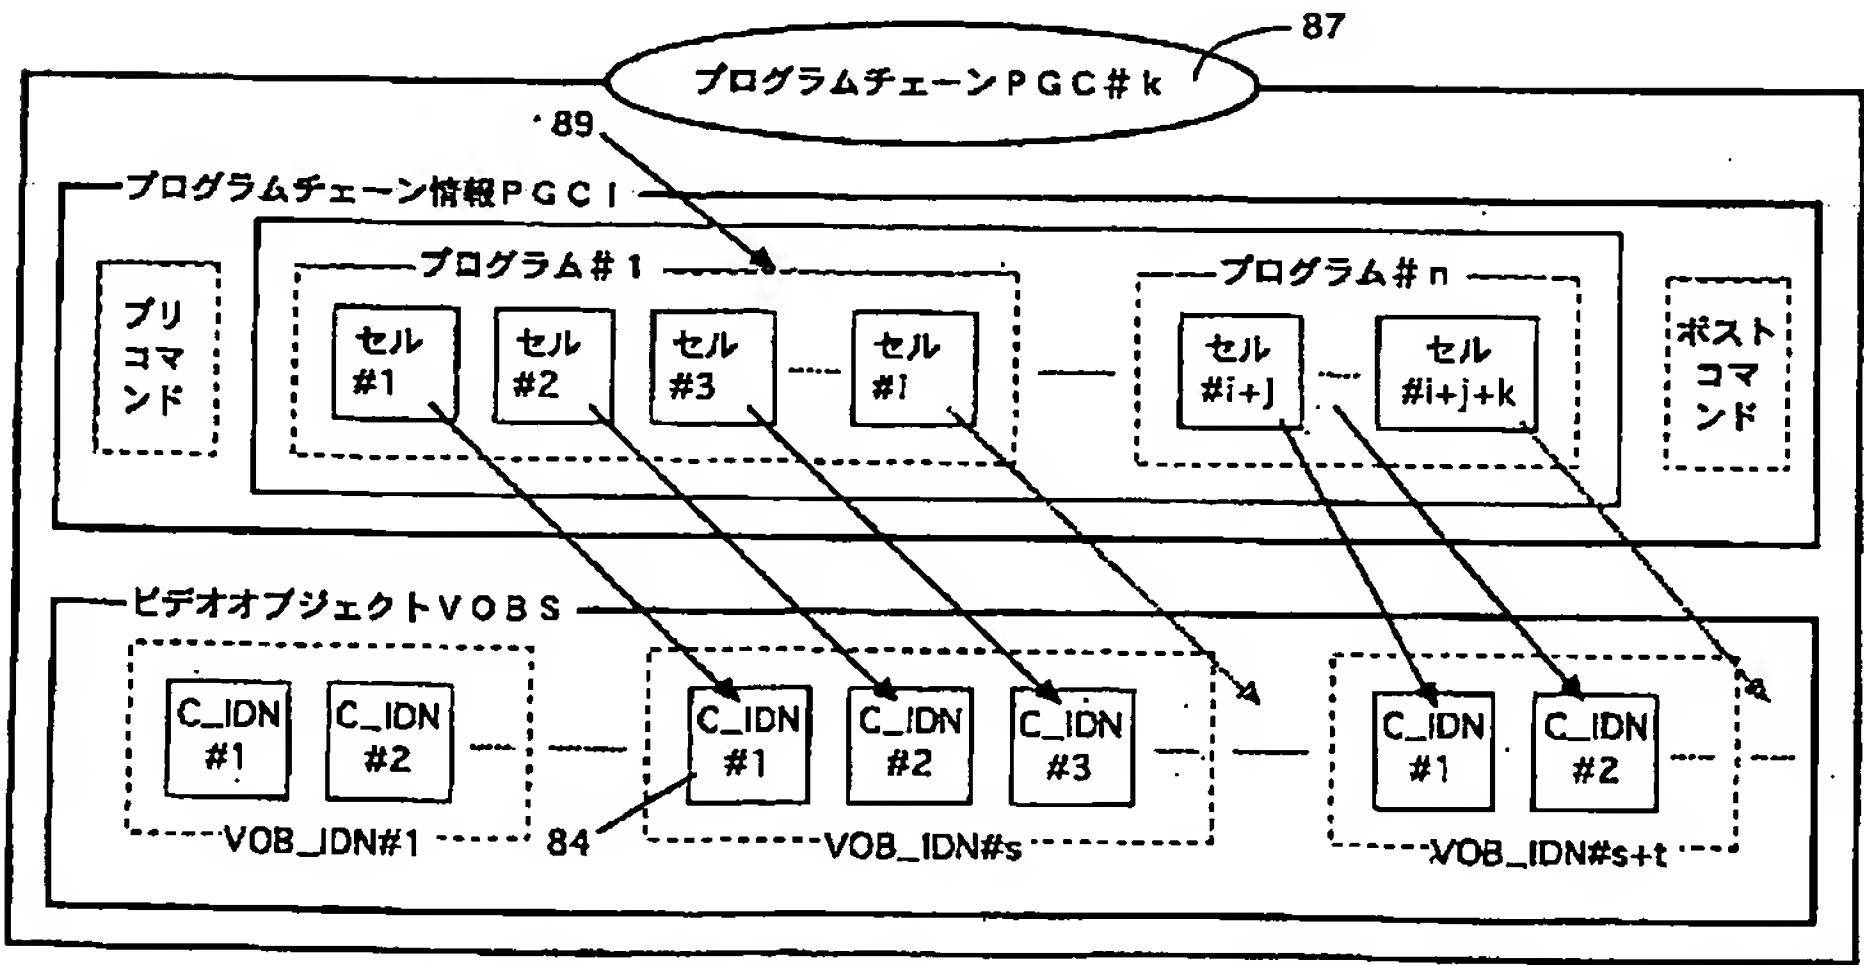 87
プログラムチェーンPGC#k
89
プログラムチェーン情報PGCI
プログラム#1
プログラム#n
プリ
コマ
ンド
セル
#1
セル
#2
セル
#3
セル
#i
セル
#i+j
セル
#i+j+k
ポスト
コマ
ンド
ビデオオブジェクトVOBS
C_IDN
#1
C_IDN
#2
C_IDN
#1
C_IDN
#2
C_IDN
#3
C_IDN
#1
C_IDN
#2
VOB_IDN#1
84
VOB_IDN#s
VOB_IDN#s+t